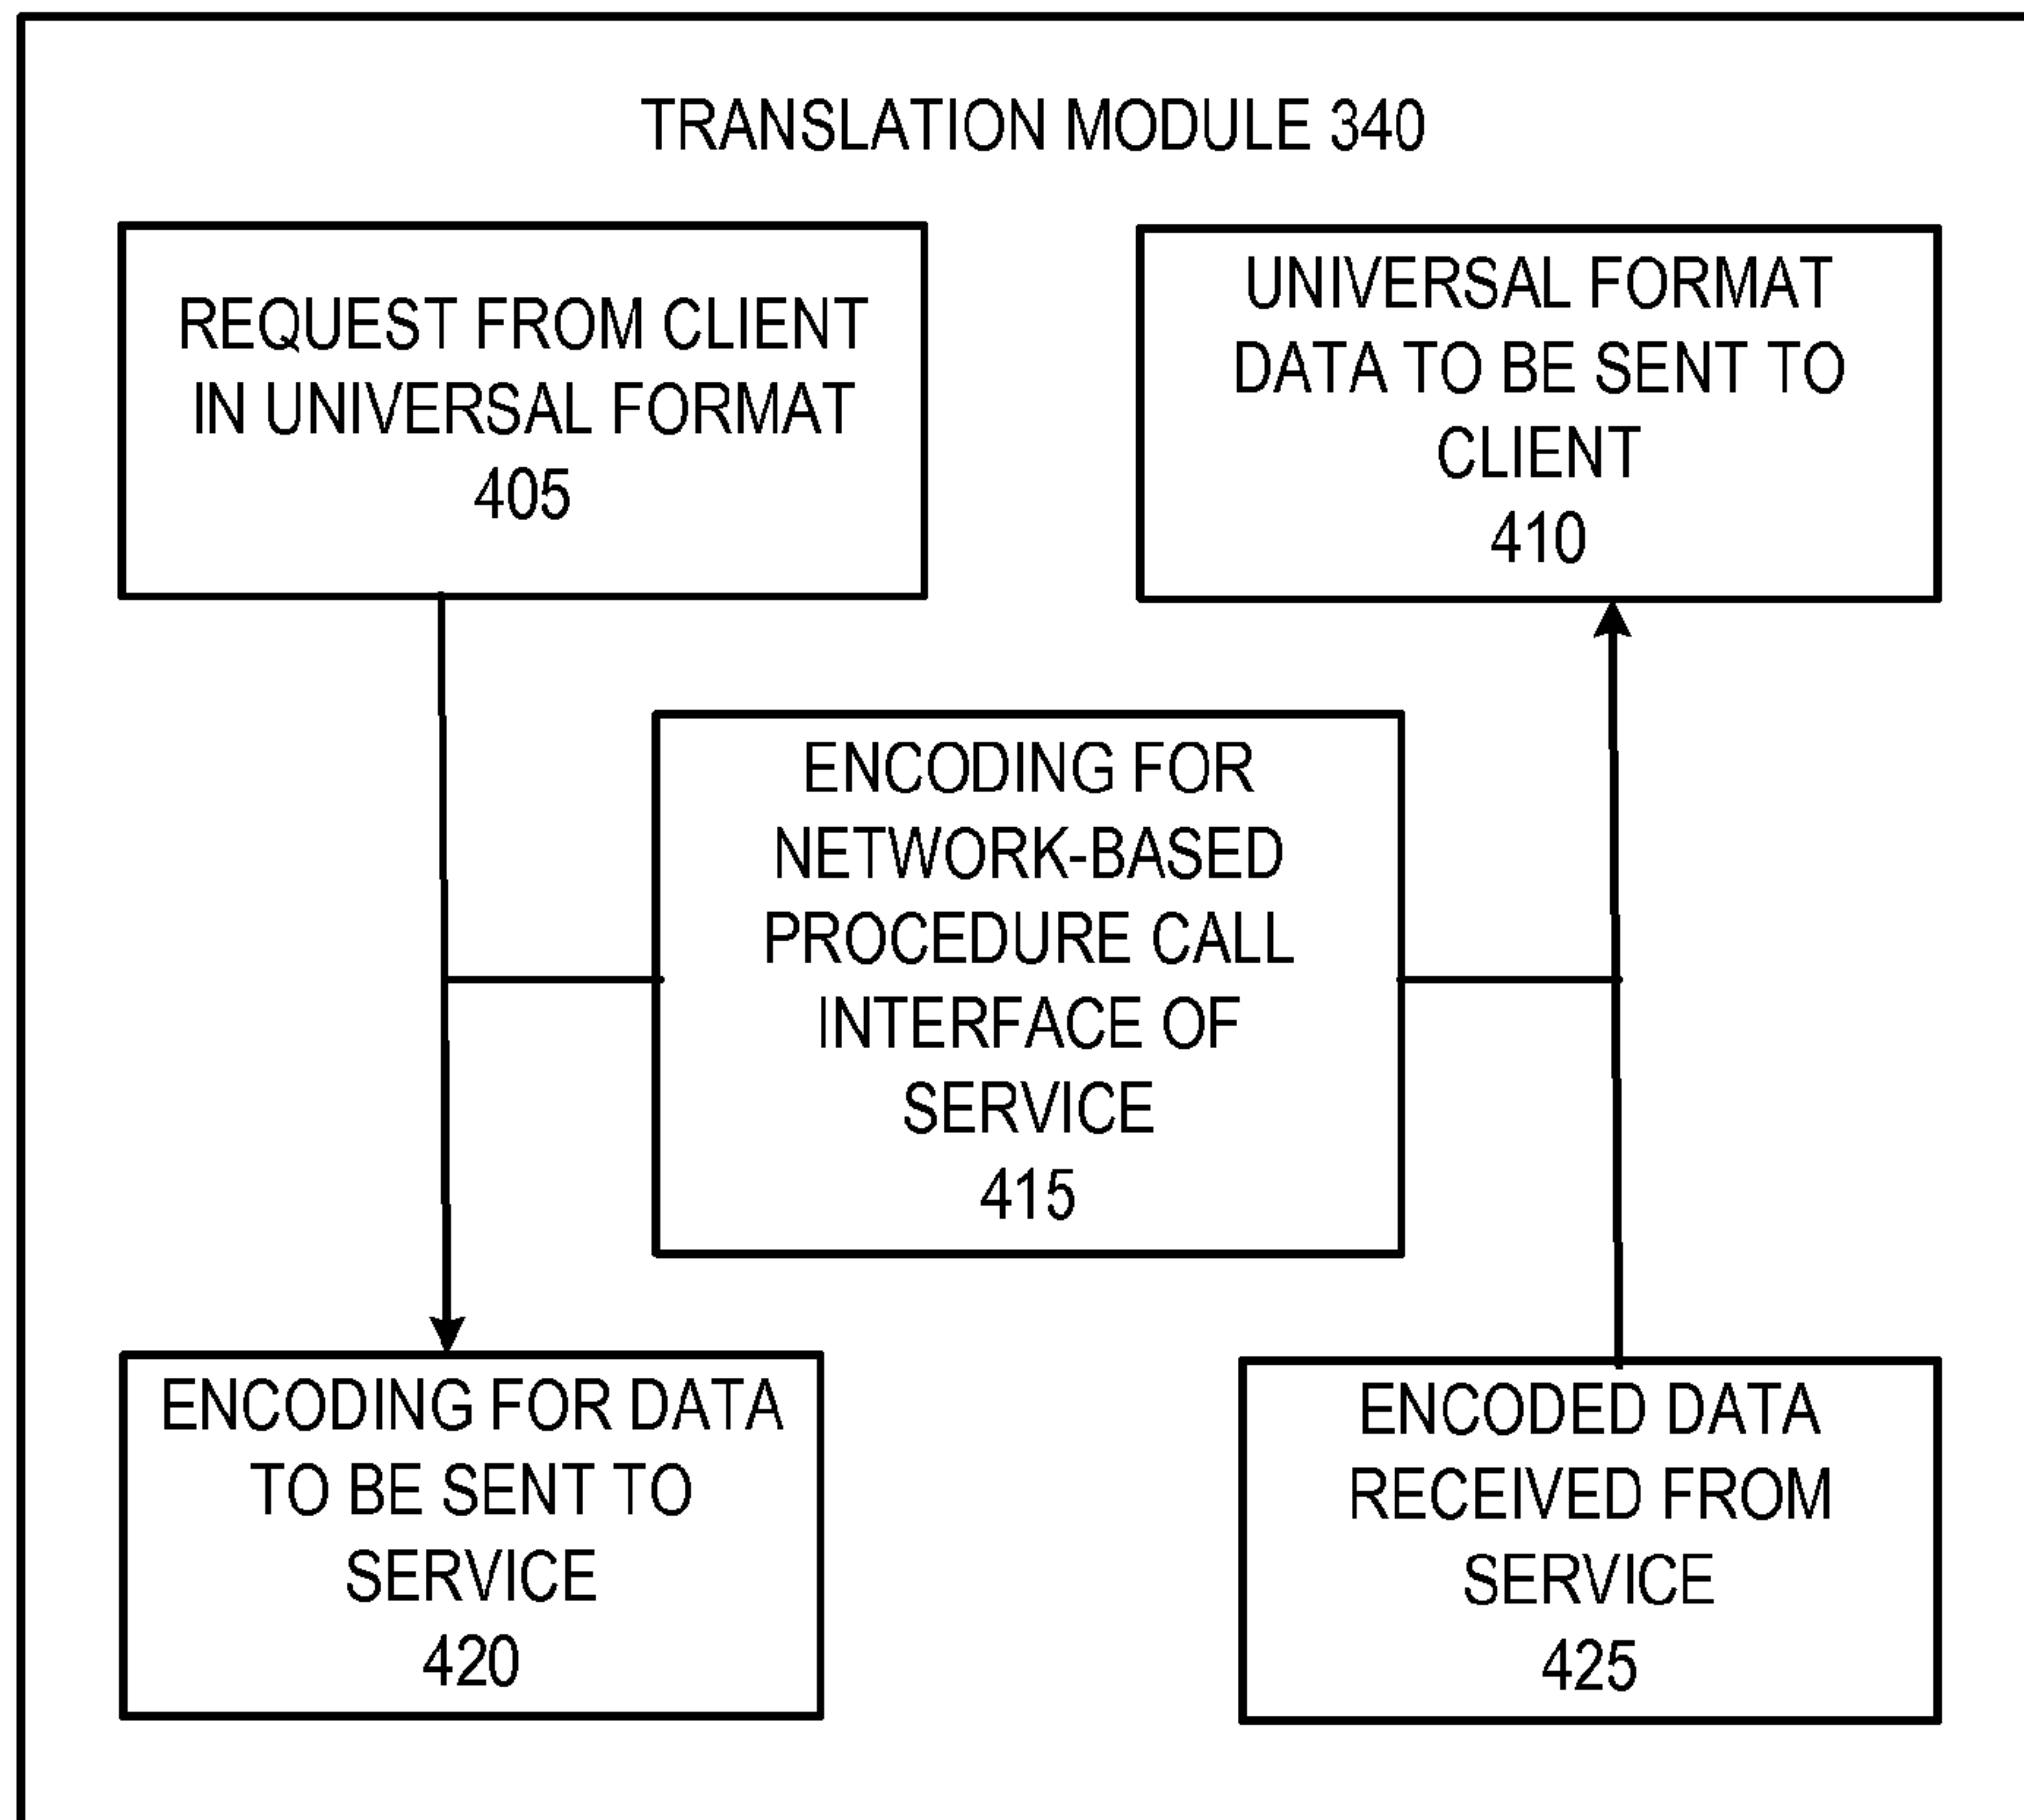 TRANSLATION MODULE 340
REQUEST FROM CLIENT
IN UNIVERSAL FORMAT
405
UNIVERSAL FORMAT
DATA TO BE SENT TO
CLIENT
410
ENCODING FOR
NETWORK-BASED
PROCEDURE CALL
INTERFACE OF
SERVICE
415
ENCODING FOR DATA
TO BE SENT TO
SERVICE
420
ENCODED DATA
RECEIVED FROM
SERVICE
425